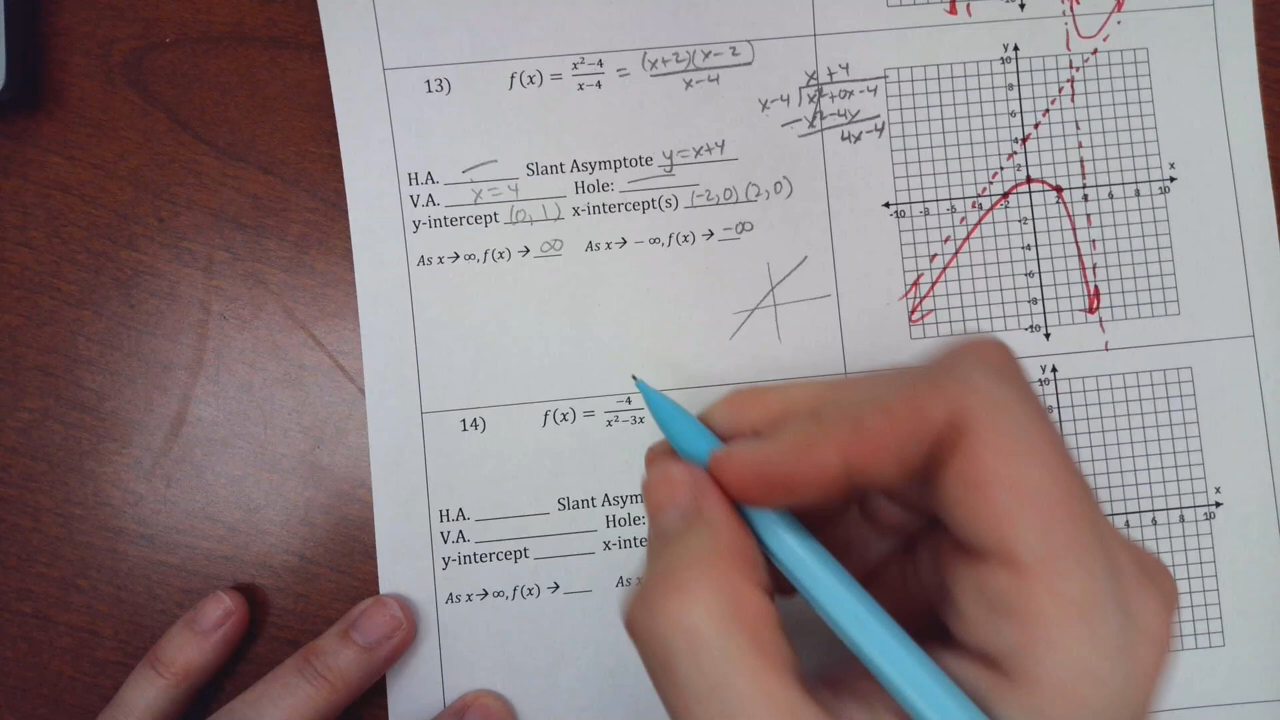 13) f(x) = x²−4/x−4 = (x+2)(x−2)/x−4
x+4
x−4 x²+0x−4
−x²−4x
4x−4
H.A. — Slant Asymptote y=x+4
V.A. x=4 Hole: —
y-intercept (0,1) x-intercept(s) (-2,0)(2,0)
As x→∞, f(x)→ ∞ As x→ −∞, f(x)→ -∞
y
10
8
6
4
2
x
-10 -4 2 4 6 8 10
-2
-4
-6
-8
-10
14) f(x) = −4/x²−3x
H.A. Slant Asym
V.A. Hole:
y-intercept x-inte
As x→∞, f(x)→ As x
y
10
8
x
4 6 8 10